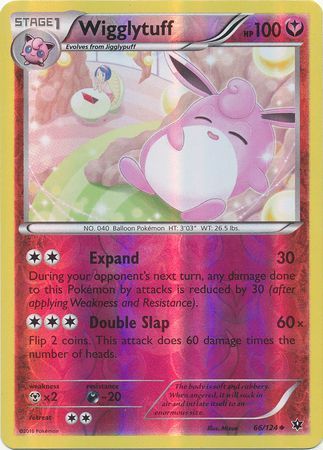 STAGE1
Wigglytuff
HP100
Evolves from Jigglypuff
NO. 040 Balloon Pokémon HT: 3'03" WT: 26.5 lbs.
Expand 30
During your opponent's next turn, any damage done
to this Pokémon by attacks is reduced by 30 (after
applying Weakness and Resistance).
Double Slap 60×
Flip 2 coins. This attack does 60 damage times the
number of heads.
weakness
resistance
×2
-20
retreat
The body is soft and rubbery.
When angered, it will suck in
air and inflate itself to an
enormous size.
Illus. Mizue
66/124
©2016 Pokémon